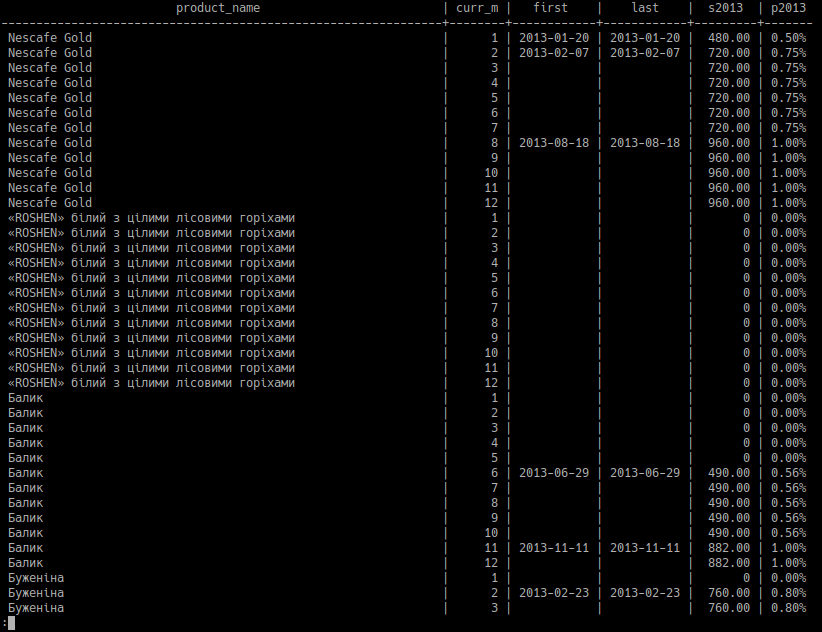 product_name | curr_m | first | last | s2013 | p2013
Nescafe Gold | 1 | 2013-01-20 | 2013-01-20 | 480.00 | 0.50%
Nescafe Gold | 2 | 2013-02-07 | 2013-02-07 | 720.00 | 0.75%
Nescafe Gold | 3 | | | 720.00 | 0.75%
Nescafe Gold | 4 | | | 720.00 | 0.75%
Nescafe Gold | 5 | | | 720.00 | 0.75%
Nescafe Gold | 6 | | | 720.00 | 0.75%
Nescafe Gold | 7 | | | 720.00 | 0.75%
Nescafe Gold | 8 | 2013-08-18 | 2013-08-18 | 960.00 | 1.00%
Nescafe Gold | 9 | | | 960.00 | 1.00%
Nescafe Gold | 10 | | | 960.00 | 1.00%
Nescafe Gold | 11 | | | 960.00 | 1.00%
Nescafe Gold | 12 | | | 960.00 | 1.00%
«ROSHEN» білий з цілими лісовими горіхами | 1 | | | 0 | 0.00%
«ROSHEN» білий з цілими лісовими горіхами | 2 | | | 0 | 0.00%
«ROSHEN» білий з цілими лісовими горіхами | 3 | | | 0 | 0.00%
«ROSHEN» білий з цілими лісовими горіхами | 4 | | | 0 | 0.00%
«ROSHEN» білий з цілими лісовими горіхами | 5 | | | 0 | 0.00%
«ROSHEN» білий з цілими лісовими горіхами | 6 | | | 0 | 0.00%
«ROSHEN» білий з цілими лісовими горіхами | 7 | | | 0 | 0.00%
«ROSHEN» білий з цілими лісовими горіхами | 8 | | | 0 | 0.00%
«ROSHEN» білий з цілими лісовими горіхами | 9 | | | 0 | 0.00%
«ROSHEN» білий з цілими лісовими горіхами | 10 | | | 0 | 0.00%
«ROSHEN» білий з цілими лісовими горіхами | 11 | | | 0 | 0.00%
«ROSHEN» білий з цілими лісовими горіхами | 12 | | | 0 | 0.00%
Балик | 1 | | | 0 | 0.00%
Балик | 2 | | | 0 | 0.00%
Балик | 3 | | | 0 | 0.00%
Балик | 4 | | | 0 | 0.00%
Балик | 5 | | | 0 | 0.00%
Балик | 6 | 2013-06-29 | 2013-06-29 | 490.00 | 0.56%
Балик | 7 | | | 490.00 | 0.56%
Балик | 8 | | | 490.00 | 0.56%
Балик | 9 | | | 490.00 | 0.56%
Балик | 10 | | | 490.00 | 0.56%
Балик | 11 | 2013-11-11 | 2013-11-11 | 882.00 | 1.00%
Балик | 12 | | | 882.00 | 1.00%
Буженіна | 1 | | | 0 | 0.00%
Буженіна | 2 | 2013-02-23 | 2013-02-23 | 760.00 | 0.80%
Буженіна | 3 | | | 760.00 | 0.80%
: